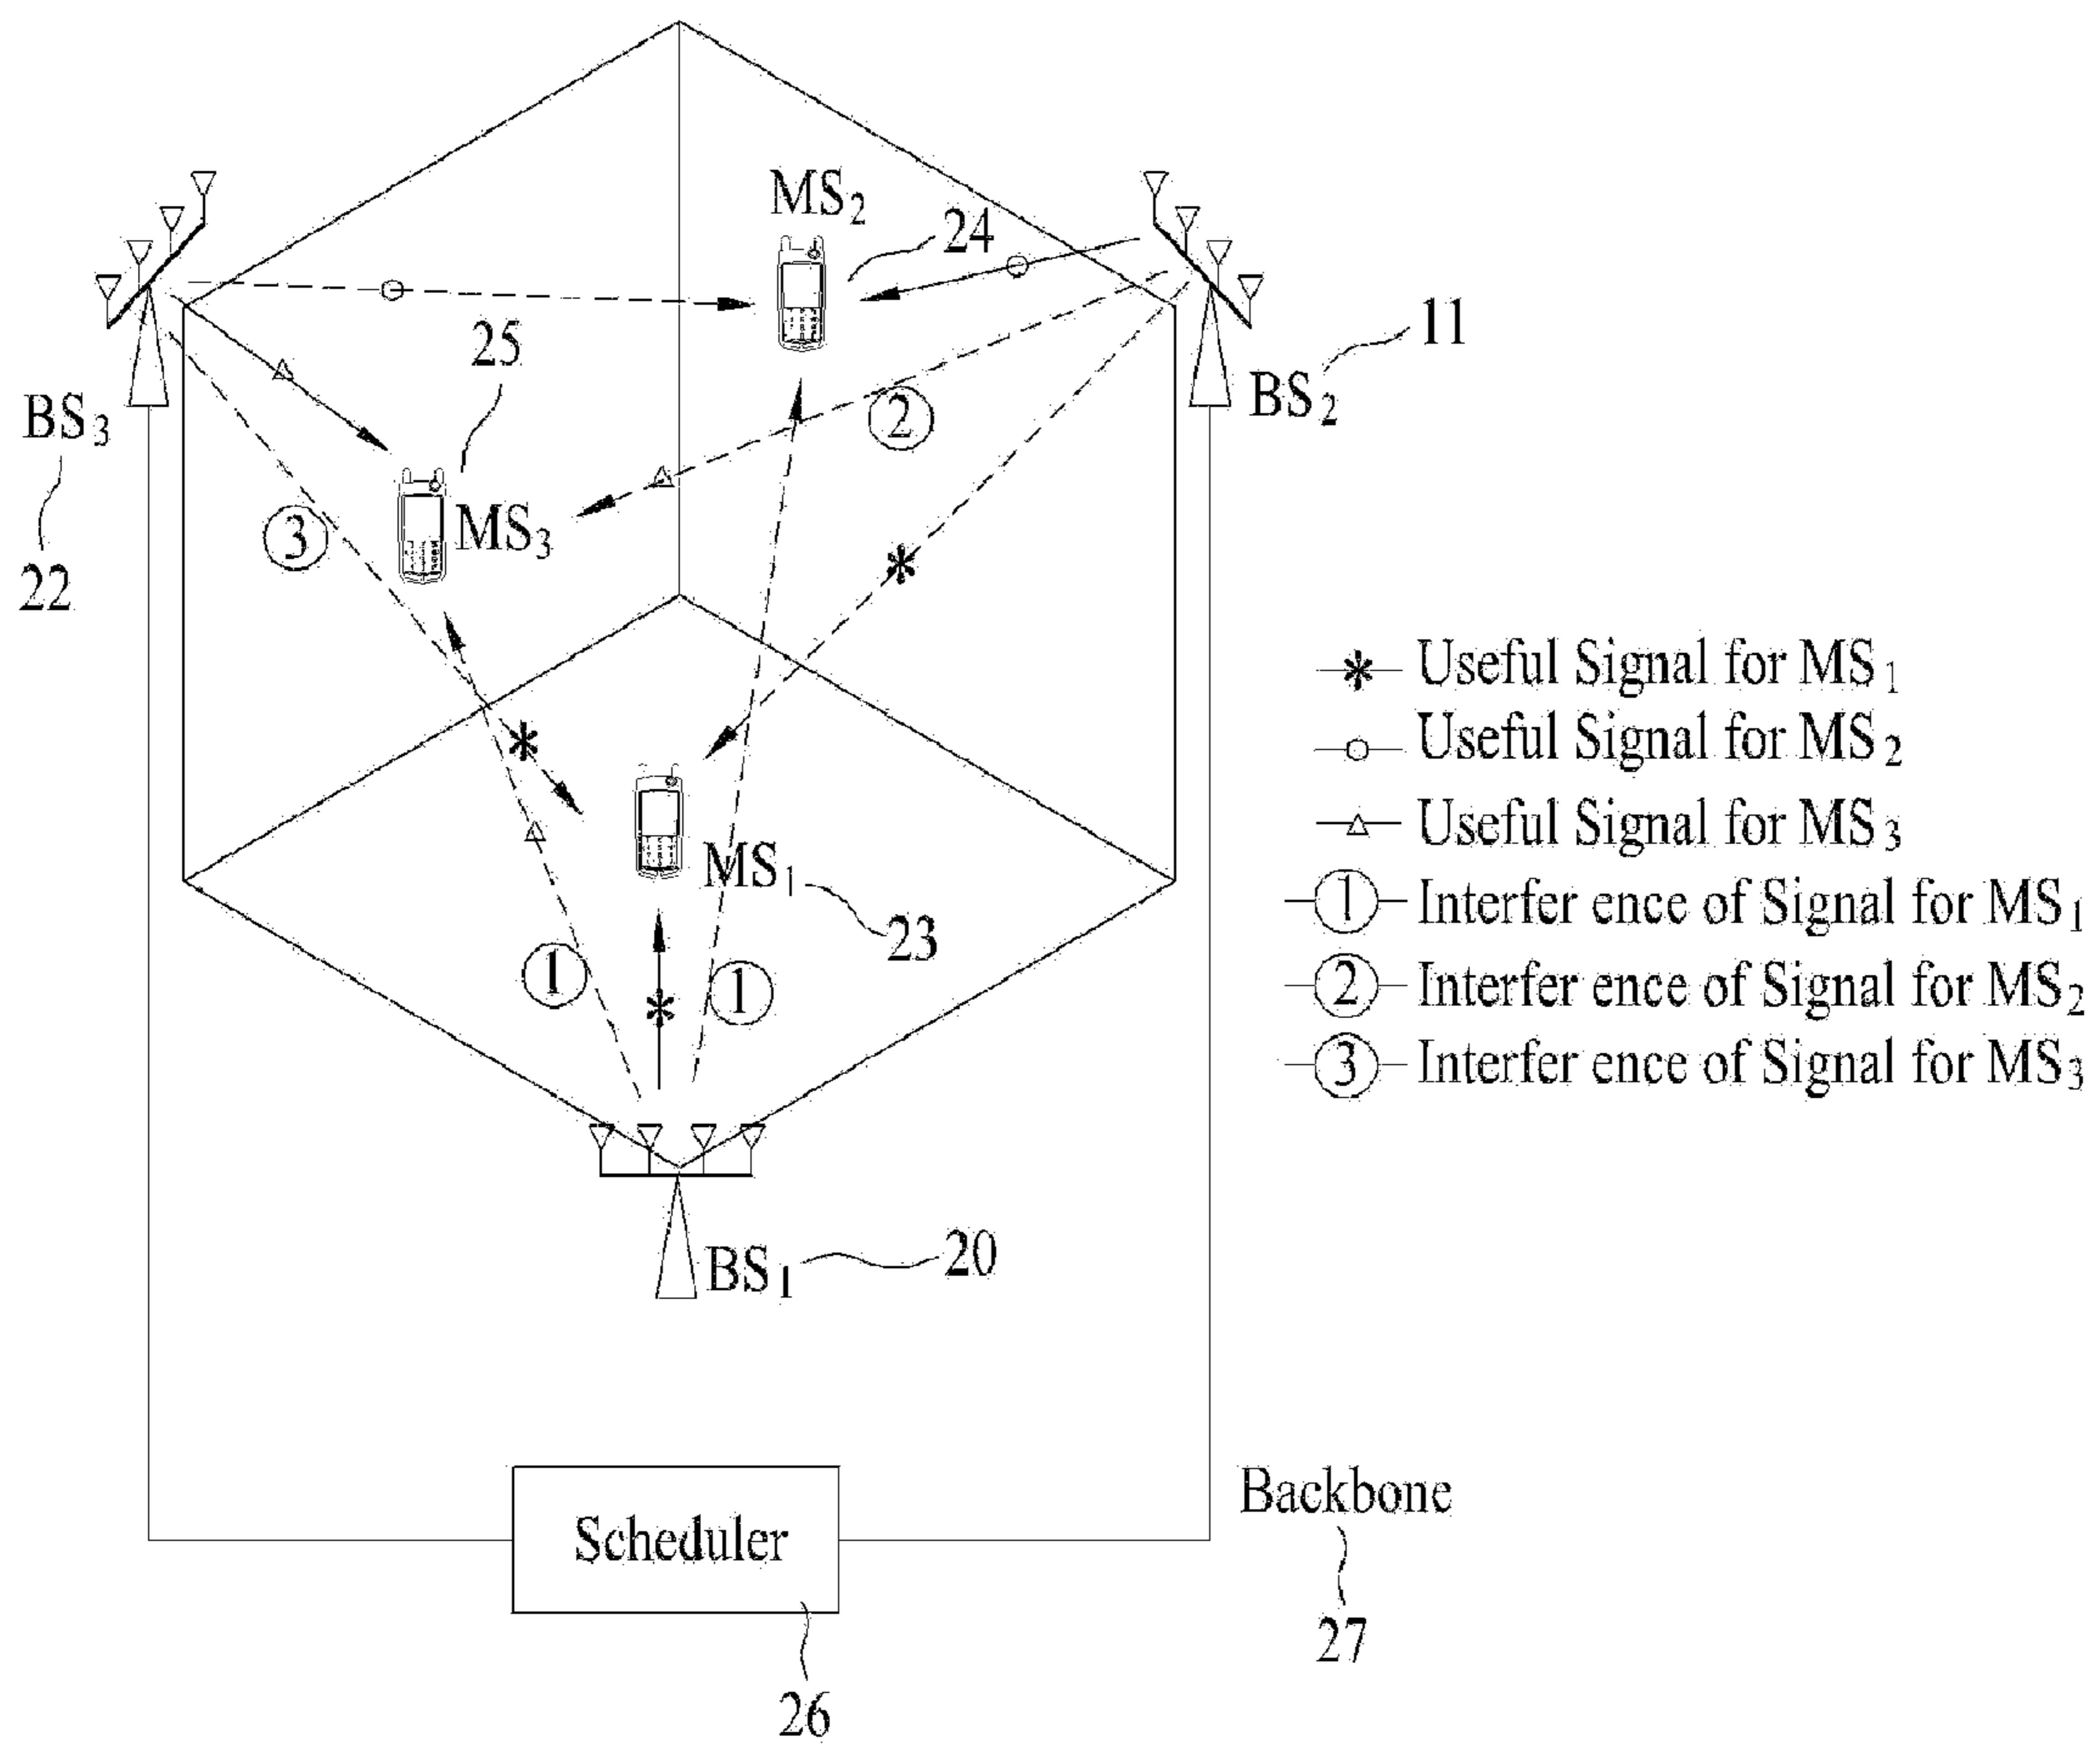 MS2
24
11
25
BS3
BS2
2
3
MS3
22
* Useful Signal for MS1
Useful Signal for MS2
*
*
Useful Signal for MS3
MS1
1 Interfer ence of Signal for MS1
23
1
1
*
2 Interfer ence of Signal for MS2
3 Interfer ence of Signal for MS3
BS1
20
Backbone
Scheduler
27
26